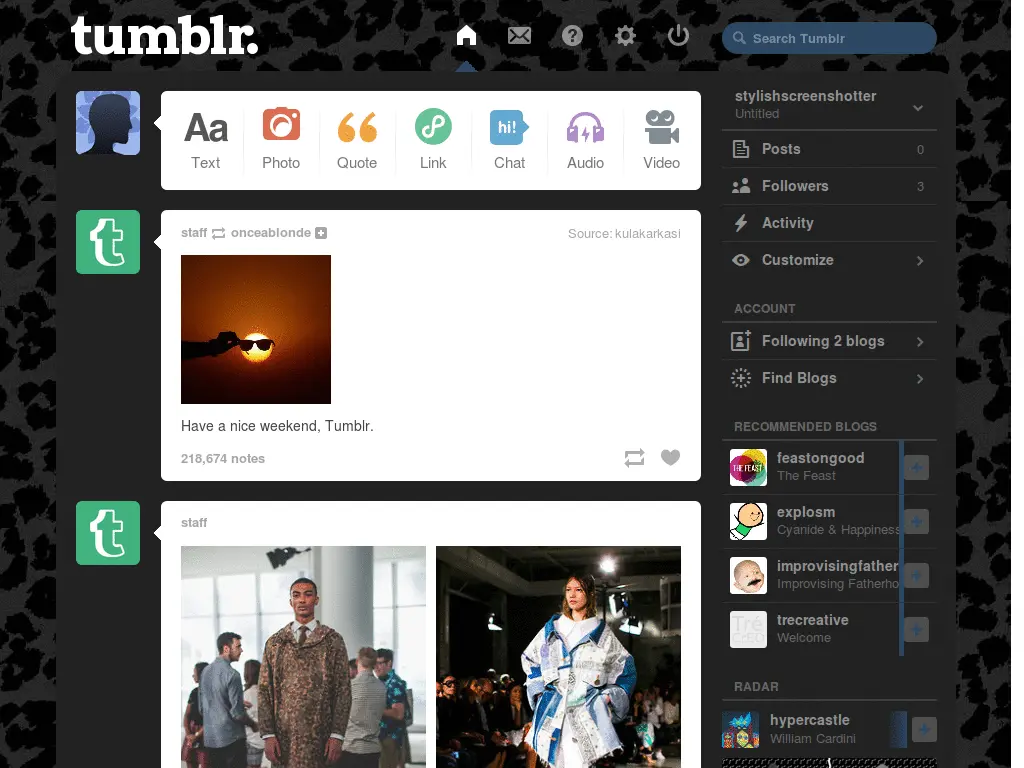 tumblr.
Search Tumblr
Aa
Text
Photo
Quote
Link
hi!
Chat
Audio
Video
staff onceablonde
Source: kulakarkasi
Have a nice weekend, Tumblr.
218,674 notes
staff
stylishscreenshotter
Untitled
Posts 0
Followers 3
Activity
Customize
ACCOUNT
Following 2 blogs
Find Blogs
RECOMMENDED BLOGS
THE FEAST
feastongood
The Feast
explosm
Cyanide & Happiness
improvisingfather
Improvising Fatherho
trecreative
Welcome
RADAR
hypercastle
William Cardini